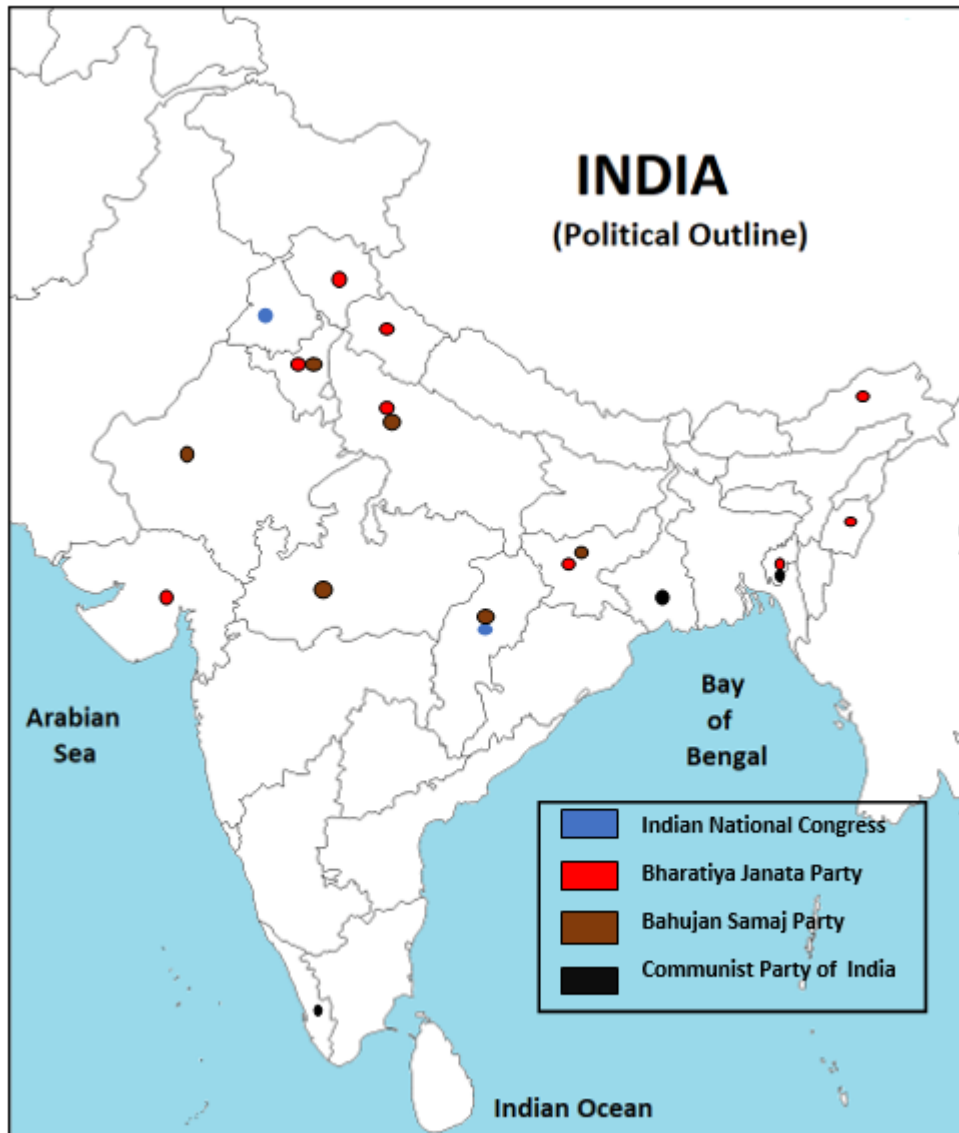 INDIA
(Political Outline)
Arabian
Sea
Bay
of
Bengal
Indian National Congress
Bharatiya Janata Party
Bahujan Samaj Party
Communist Party of India
Indian Ocean